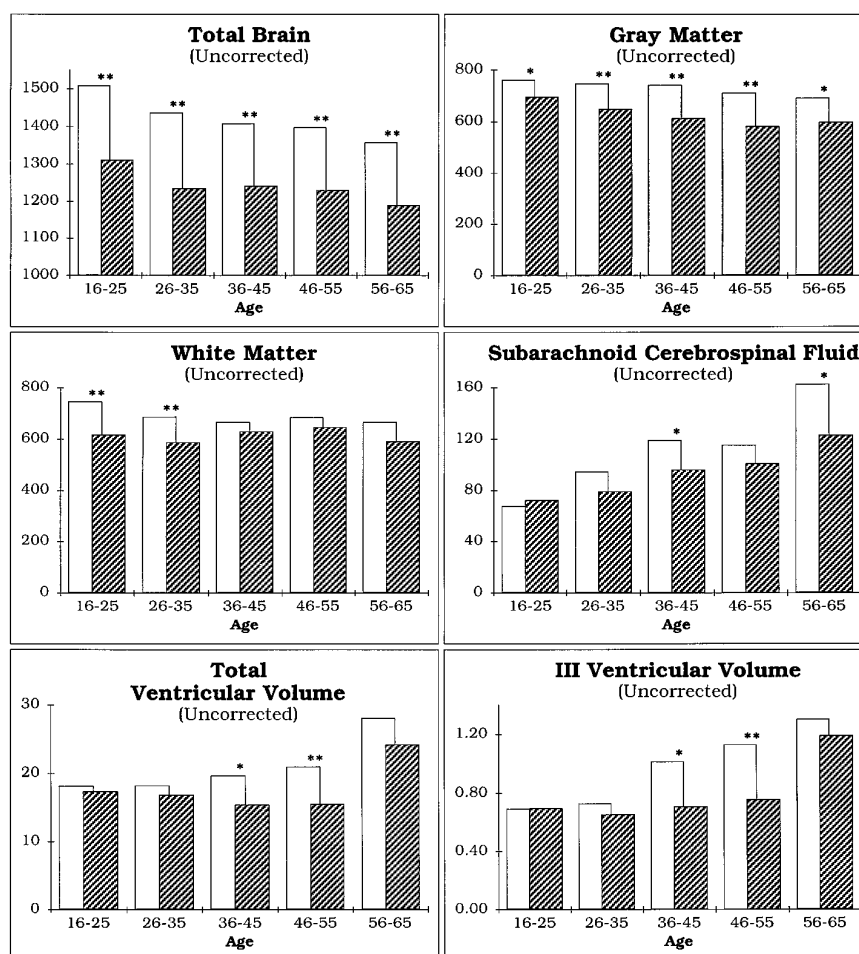 Total Brain
(Uncorrected)
1500
1400
1300
1200
1100
1000
** ** ** ** **
16-25 26-35 36-45 46-55 56-65
Age
Gray Matter
(Uncorrected)
800
600
400
200
0
* ** ** ** *
16-25 26-35 36-45 46-55 56-65
Age
White Matter
(Uncorrected)
800
600
400
200
0
** **
16-25 26-35 36-45 46-55 56-65
Age
Subarachnoid Cerebrospinal Fluid
(Uncorrected)
160
120
80
40
0
* *
16-25 26-35 36-45 46-55 56-65
Age
Total
Ventricular Volume
(Uncorrected)
30
20
10
0
* **
16-25 26-35 36-45 46-55 56-65
Age
III Ventricular Volume
(Uncorrected)
1.20
0.80
0.40
0.00
* **
16-25 26-35 36-45 46-55 56-65
Age